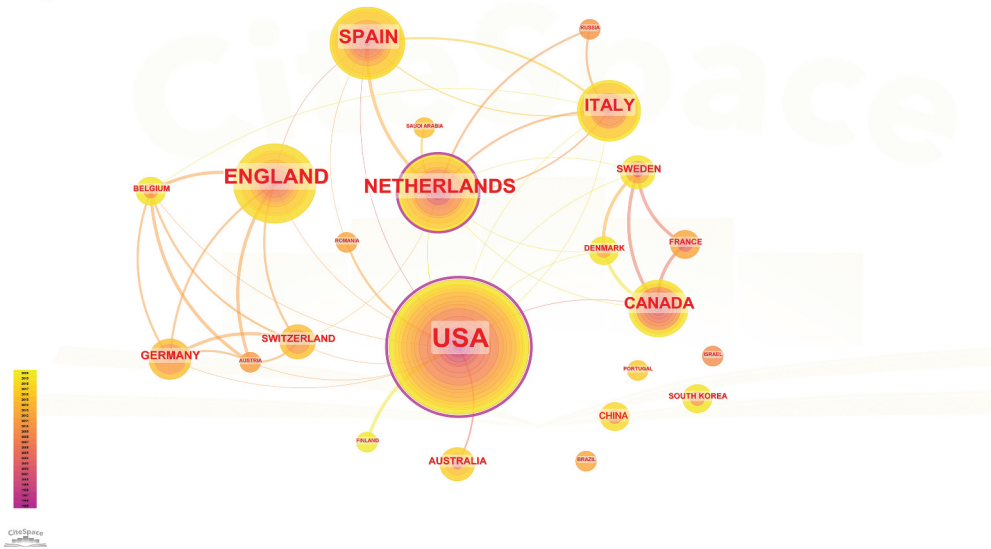 CiteSpace
SPAIN
RUSSIA
ITALY
SAUDI ARABIA
NETHERLANDS
ENGLAND
BELGIUM
SWEDEN
ROMANIA
DENMARK
FRANCE
CANADA
USA
SWITZERLAND
GERMANY
AUSTRIA
ISRAEL
PORTUGAL
SOUTH KOREA
CHINA
FINLAND
AUSTRALIA
BRAZIL
CiteSpace